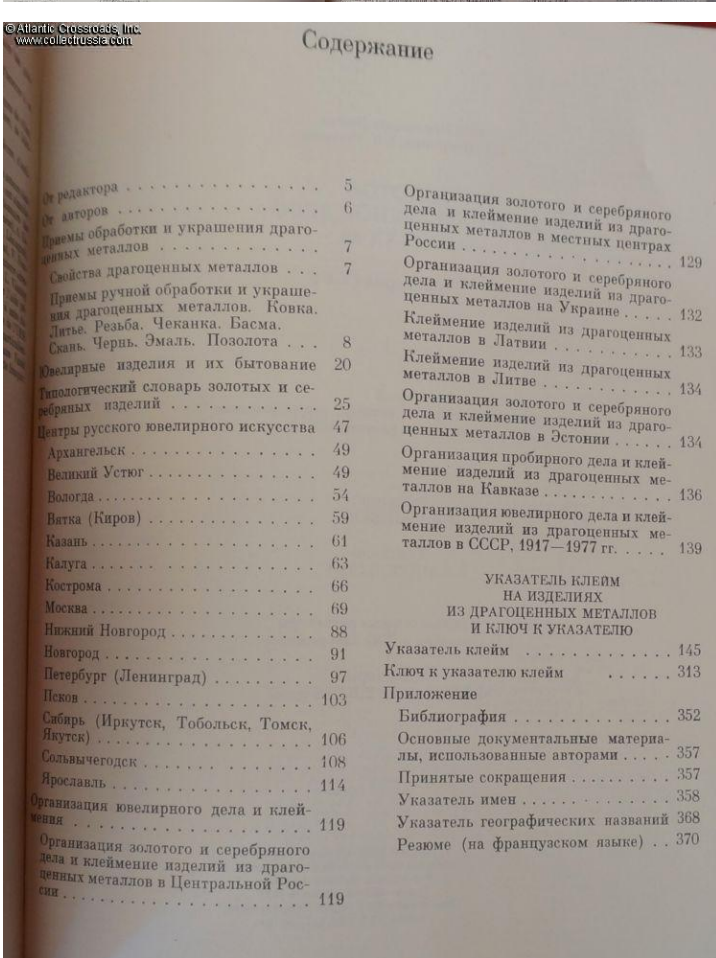 © Atlantic Crossroads, Inc.
www.collectrussia.com
Содержание
От редактора . . . . . . . . . . . . . . . . 5
От авторов . . . . . . . . . . . . . . . . . 6
Приемы обработки и украшения драго-
ценных металлов . . . . . . . . . . . . . 7
Свойства драгоценных металлов . . . 7
Приемы ручной обработки и украше-
ния драгоценных металлов. Ковка.
Литье. Резьба. Чеканка. Басма.
Скань. Чернь. Эмаль. Позолота . . . 8
Ювелирные изделия и их бытование 20
Типологический словарь золотых и се-
ребряных изделий . . . . . . . . . . . . 25
Центры русского ювелирного искусства 47
Архангельск . . . . . . . . . . . . . . . 49
Великий Устюг . . . . . . . . . . . . . 49
Вологда . . . . . . . . . . . . . . . . . . 54
Вятка (Киров) . . . . . . . . . . . . . 59
Казань . . . . . . . . . . . . . . . . . . 61
Калуга . . . . . . . . . . . . . . . . . . 63
Кострома . . . . . . . . . . . . . . . . 66
Москва . . . . . . . . . . . . . . . . . . 69
Нижний Новгород . . . . . . . . . . . 88
Новгород . . . . . . . . . . . . . . . . . 91
Петербург (Ленинград) . . . . . . . . 97
Псков . . . . . . . . . . . . . . . . . . . 103
Сибирь (Иркутск, Тобольск, Томск,
Якутск) . . . . . . . . . . . . . . . . . . 106
Сольвычегодск . . . . . . . . . . . . . 108
Ярославль . . . . . . . . . . . . . . . . 114
Организация ювелирного дела и клей-
мения . . . . . . . . . . . . . . . . . . . 119
Организация золотого и серебряного
дела и клеймение изделий из драго-
ценных металлов в Центральной Рос-
сии . . . . . . . . . . . . . . . . . . . . . 119
Организация золотого и серебряного
дела и клеймение изделий из драго-
ценных металлов в местных центрах
России . . . . . . . . . . . . . . . . . . . 129
Организация золотого и серебряного
дела и клеймение изделий из драго-
ценных металлов на Украине . . . . . 132
Клеймение изделий из драгоценных
металлов в Латвии . . . . . . . . . . . 133
Клеймение изделий из драгоценных
металлов в Литве . . . . . . . . . . . . 134
Организация золотого и серебряного
дела и клеймение изделий из драго-
ценных металлов в Эстонии . . . . . . 134
Организация пробирного дела и клей-
мение изделий из драгоценных ме-
таллов на Кавказе . . . . . . . . . . . . 136
Организация ювелирного дела и клей-
мение изделий из драгоценных ме-
таллов в СССР, 1917—1977 гг. . . . . . 139
УКАЗАТЕЛЬ КЛЕЙМ
НА ИЗДЕЛИЯХ
ИЗ ДРАГОЦЕННЫХ МЕТАЛЛОВ
И КЛЮЧ К УКАЗАТЕЛЮ
Указатель клейм . . . . . . . . . . . . . 145
Ключ к указателю клейм . . . . . . 313
Приложение
Библиография . . . . . . . . . . . . . . 352
Основные документальные материа-
лы, использованные авторами . . . . . 357
Принятые сокращения . . . . . . . . . . 357
Указатель имен . . . . . . . . . . . . . . 358
Указатель географических названий 368
Резюме (на французском языке) . . 370